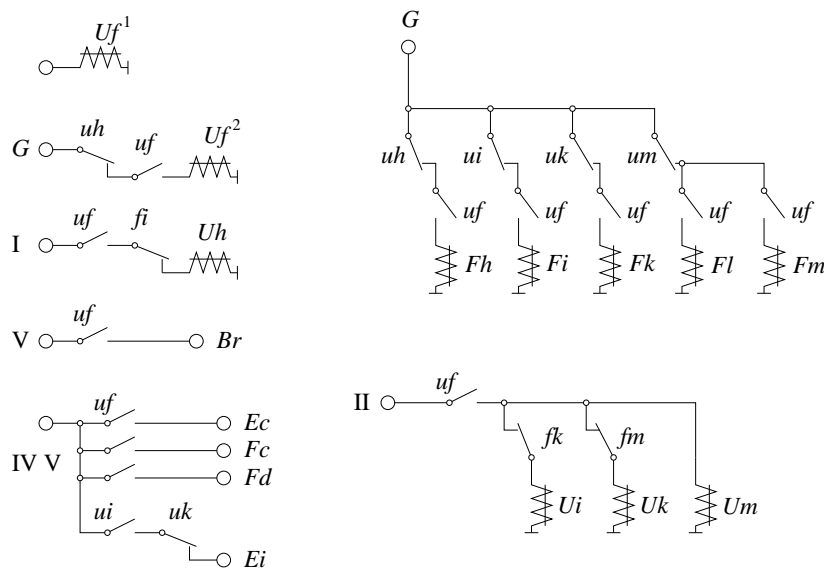 Uf¹
G uh uf Uf²
I uf fi Uh
V uf Br
IV V uf Ec
Fc
Fd
ui uk Ei
G
uh ui uk um
uf uf uf uf uf
Fh Fi Fk Fl Fm
II uf
fk fm
Ui Uk Um